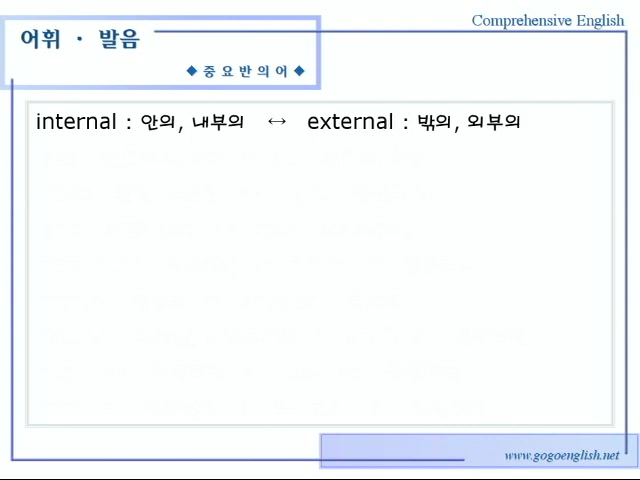 Comprehensive English
어휘 · 발음
◆ 중 요 반 의 어 ◆
internal : 안의, 내부의 ↔ external : 밖의, 외부의
www.gogoenglish.net